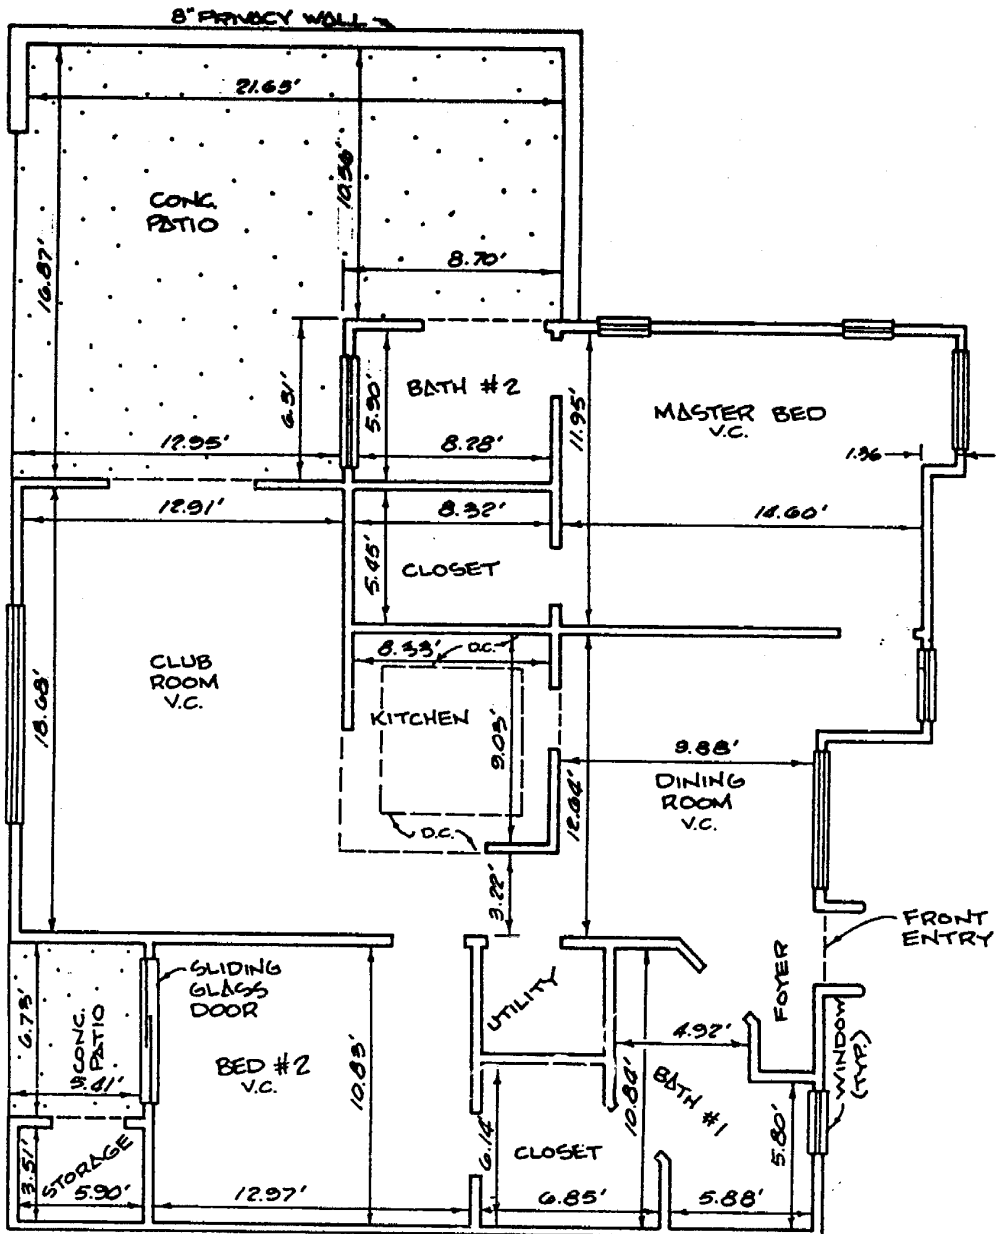 8" PRIVACY WALL
21.65'
10.56'
CONC.
PATIO
16.87'
8.70'
6.31'
5.90'
BATH #2
11.95'
MASTER BED
V.C.
12.95'
8.28'
1.36
12.91'
8.32'
14.60'
5.45'
CLOSET
8.33'
D.C.
CLUB
ROOM
V.C.
18.68'
KITCHEN
9.03'
9.88'
12.64'
DINING
ROOM
V.C.
D.C.
3.22'
FRONT
ENTRY
FOYER
SLIDING
GLASS
DOOR
UTILITY
6.73'
CONC.
PATIO
5.41'
BED #2
V.C.
10.83'
4.92'
WINDOW
(TYP)
10.84'
BATH #1
5.80'
6.14'
CLOSET
3.51'
STORAGE
5.90'
12.97'
6.85'
5.88'